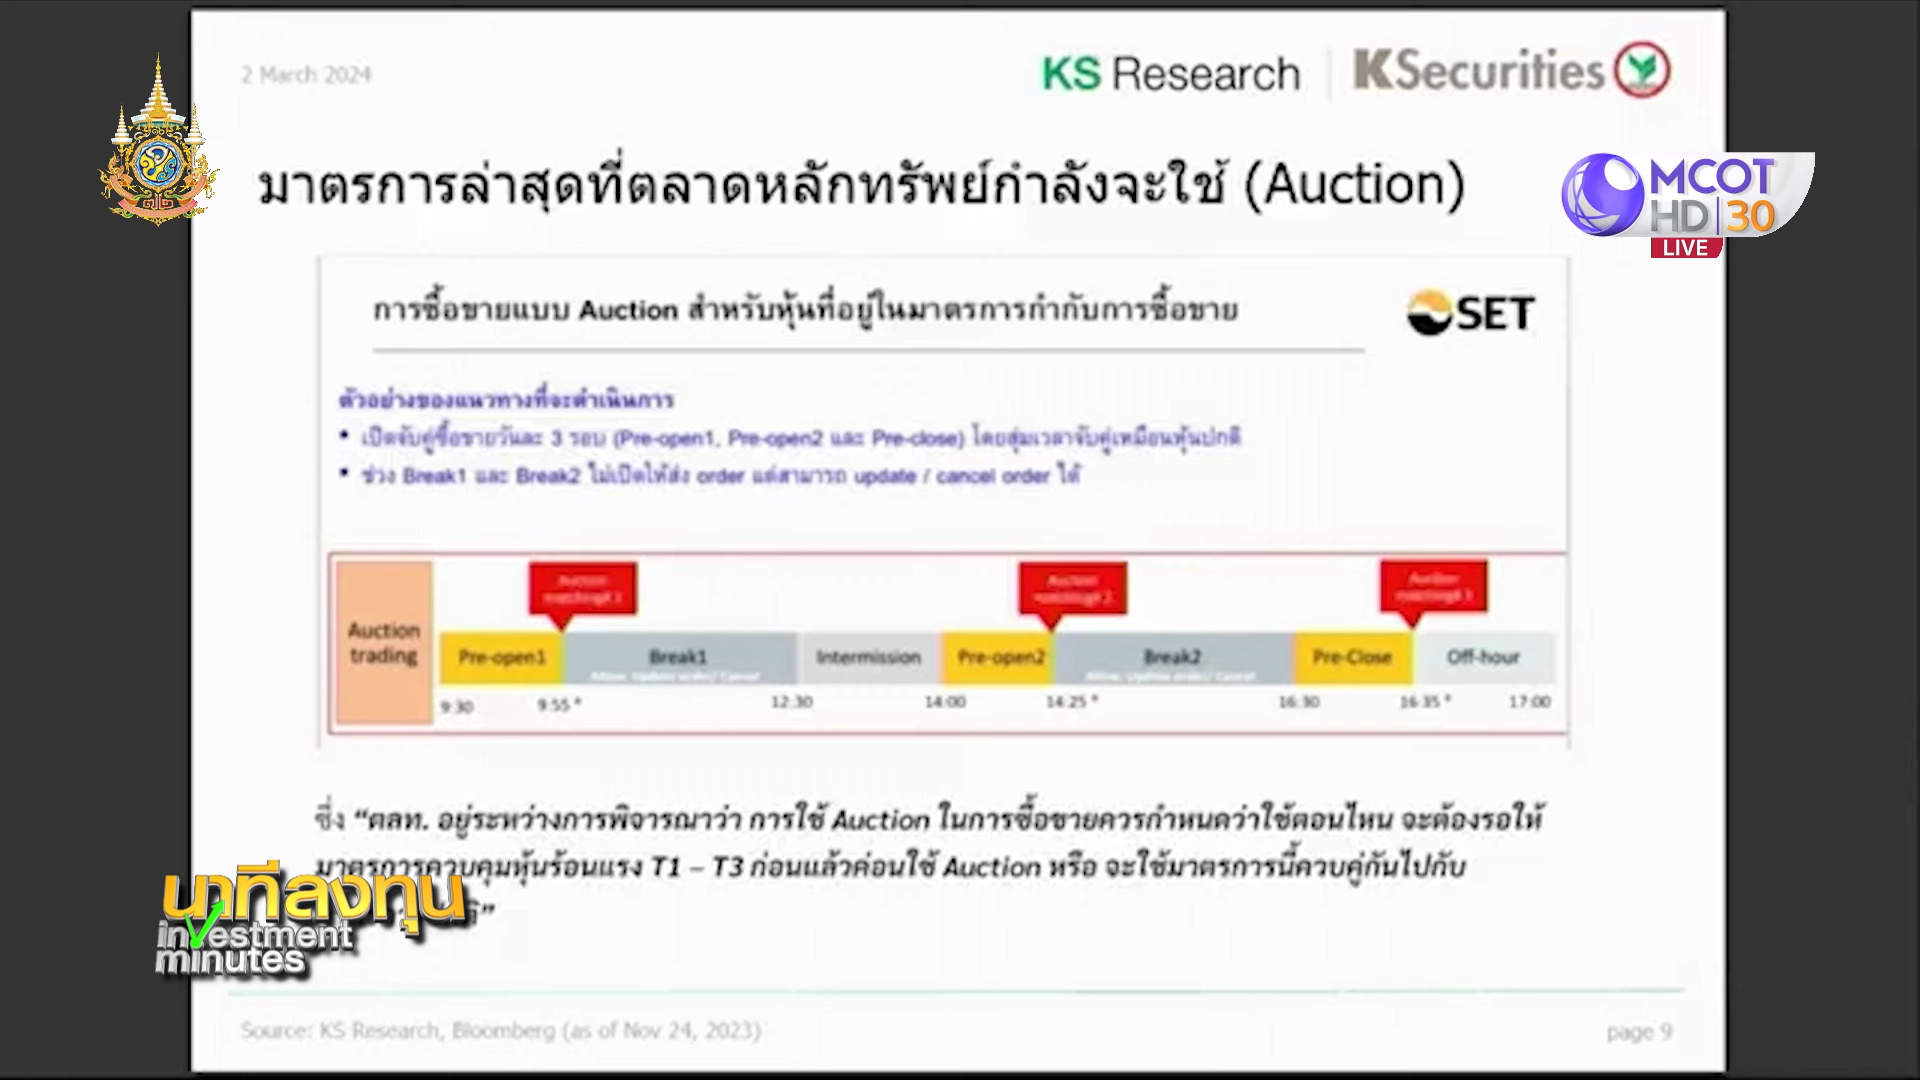 2 March 2024
KS Research
KSecurities
มาตรการล่าสุดที่ตลาดหลักทรัพย์กำลังจะใช้ (Auction)
MCOT
HD 30
LIVE
การซื้อขายแบบ Auction สำหรับหุ้นที่อยู่ในมาตรการกำกับการซื้อขาย
SET
ตัวอย่างของแนวทางที่จะดำเนินการ
• เปิดจับคู่ซื้อขายวันละ 3 รอบ (Pre-open1, Pre-open2 และ Pre-close) โดยสุ่มเวลาจับคู่เหมือนหุ้นปกติ
• ช่วง Break1 และ Break2 ไม่เปิดให้ส่ง order แต่สามารถ update / cancel order ได้
Auction matching# 1
Auction matching# 2
Auction matching# 3
Auction trading
Pre-open1
Break1
Intermission
Pre-open2
Break2
Pre-Close
Off-hour
Allow: Update order/ Cancel
Allow: Update order/ Cancel
9:30 9:55 * 12:30 14:00 14:25 * 16:30 16:35 * 17:00
ซึ่ง “ตลท. อยู่ระหว่างการพิจารณาว่า การใช้ Auction ในการซื้อขายควรกำหนดว่าใช้ตอนไหน จะต้องรอให้
มาตรการควบคุมหุ้นร้อนแรง T1 – T3 ก่อนแล้วค่อนใช้ Auction หรือ จะใช้มาตรการนี้ควบคู่กันไปกับ
นาทีลงทุน
investment
minutes
Source: KS Research, Bloomberg (as of Nov 24, 2023)
page 9